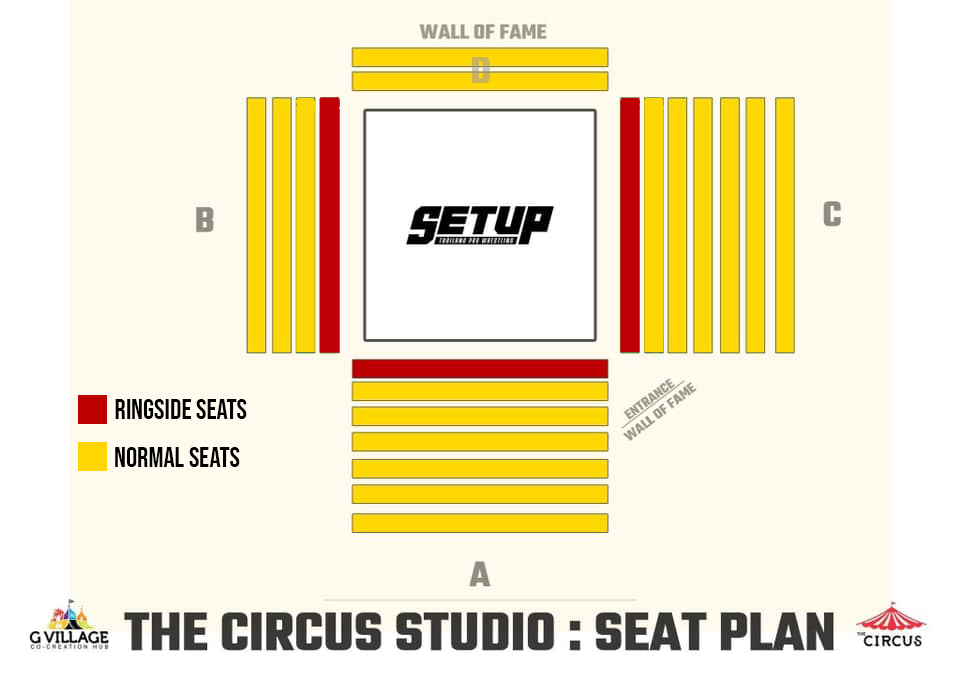 WALL OF FAME
D
B
SETUP
THAILAND PRO WRESTLING
C
ENTRANCE
WALL OF FAME
RINGSIDE SEATS
NORMAL SEATS
A
G VILLAGE
CO-CREATION HUB
THE CIRCUS STUDIO : SEAT PLAN
THE CIRCUS